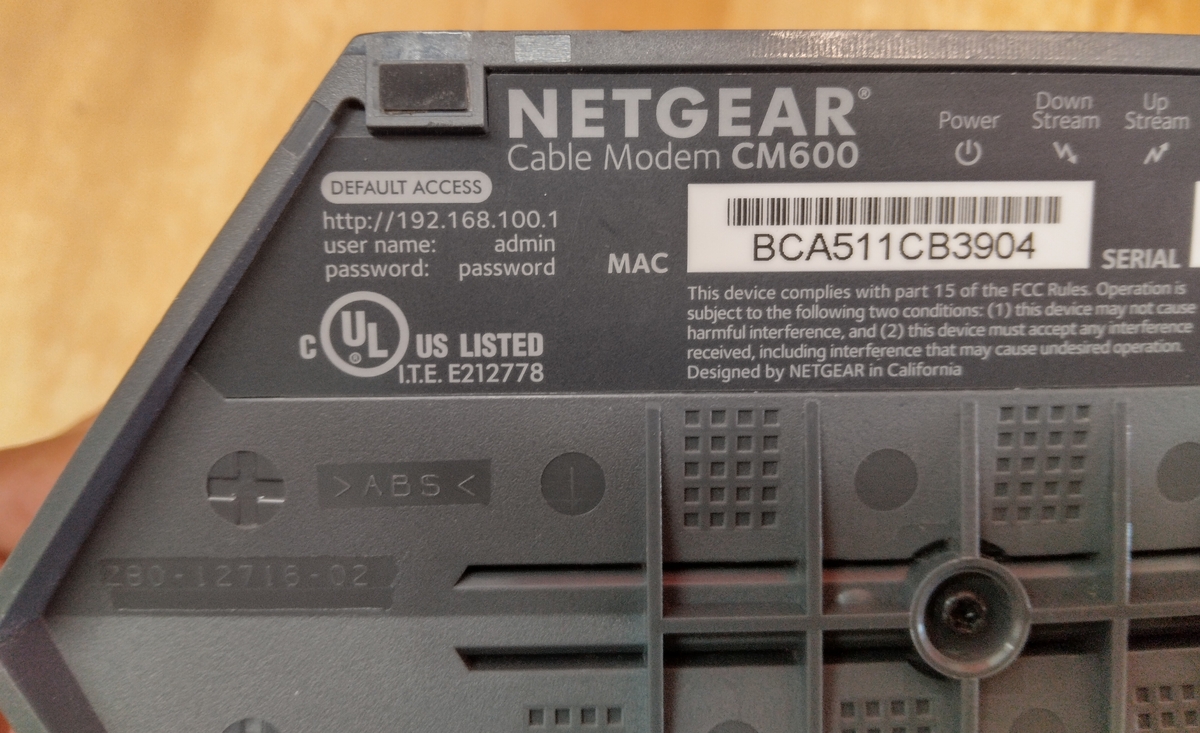 NETGEAR®
Cable Modem CM600
Power
Down
Stream
Up
Stream
DEFAULT ACCESS
http://192.168.100.1
user name: admin
password: password
MAC
BCA511CB3904
SERIAL
This device complies with part 15 of the FCC Rules. Operation is
subject to the following two conditions: (1) this device may not cause
harmful interference, and (2) this device must accept any interference
received, including interference that may cause undesired operation.
Designed by NETGEAR in California
C UL® US LISTED
I.T.E. E212778
>ABS<